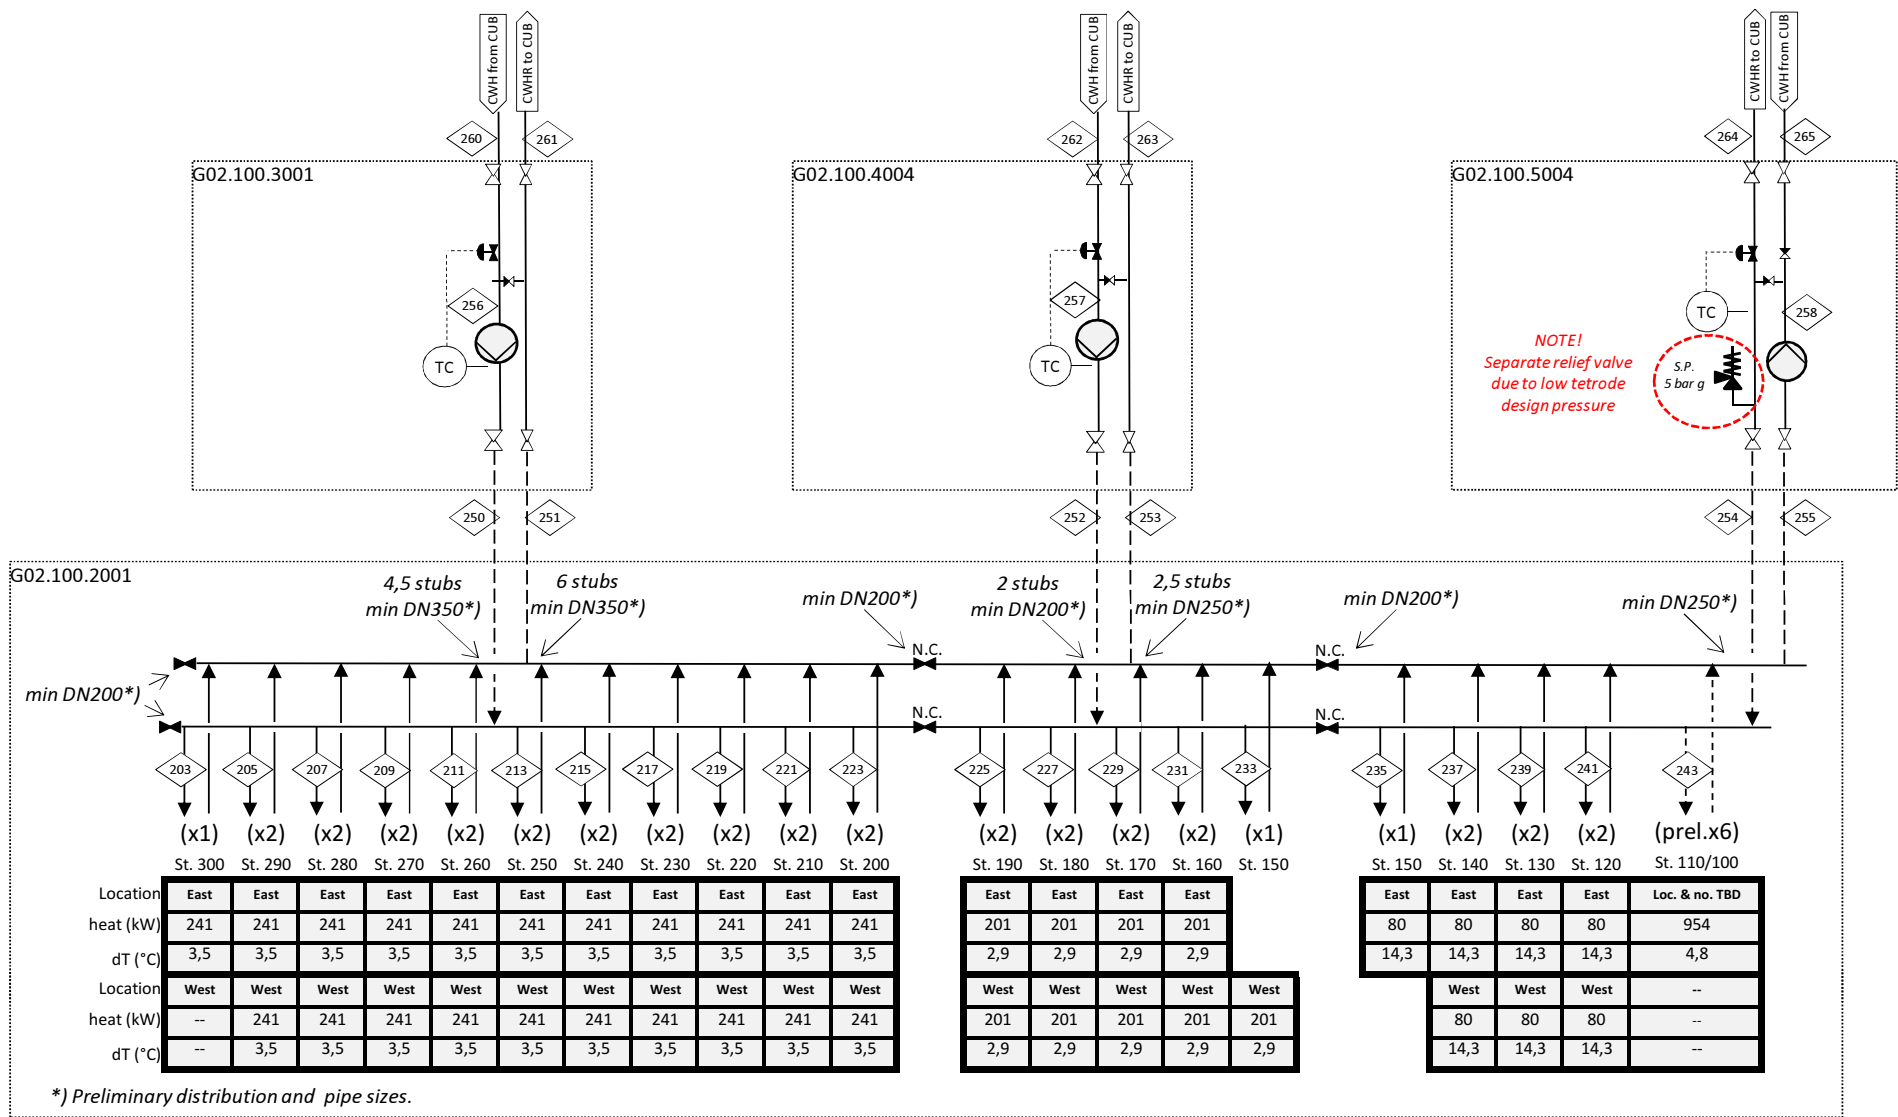 CWH from CUB
CWHR to CUB
CWH from CUB
CWHR to CUB
CWHR to CUB
CWH from CUB
260
261
262
263
264
265
G02.100.3001
G02.100.4004
G02.100.5004
256
257
258
TC
TC
TC
NOTE!
Separate relief valve
due to low tetrode
design pressure
S.P.
5 bar g
250
251
252
253
254
255
G02.100.2001
4,5 stubs
min DN350*)
6 stubs
min DN350*)
min DN200*)
2 stubs
min DN200*)
2,5 stubs
min DN250*)
min DN200*)
min DN250*)
N.C.
N.C.
min DN200*)
N.C.
N.C.
203 205 207 209 211 213 215 217 219 221 223 225 227 229 231 233 235 237 239 241 243
(x1) (x2) (x2) (x2) (x2) (x2) (x2) (x2) (x2) (x2) (x2) (x2) (x2) (x2) (x2) (x1) (x1) (x2) (x2) (x2) (prel.x6)
St. 300 St. 290 St. 280 St. 270 St. 260 St. 250 St. 240 St. 230 St. 220 St. 210 St. 200 St. 190 St. 180 St. 170 St. 160 St. 150 St. 150 St. 140 St. 130 St. 120 St. 110/100
Location East East East East East East East East East East East East East East East East East East East Loc. & no. TBD
heat (kW) 241 241 241 241 241 241 241 241 241 241 241 201 201 201 201 80 80 80 80 954
dT (°C) 3,5 3,5 3,5 3,5 3,5 3,5 3,5 3,5 3,5 3,5 3,5 2,9 2,9 2,9 2,9 14,3 14,3 14,3 14,3 4,8
Location West West West West West West West West West West West West West West West West West West West --
heat (kW) -- 241 241 241 241 241 241 241 241 241 241 201 201 201 201 201 80 80 80 --
dT (°C) -- 3,5 3,5 3,5 3,5 3,5 3,5 3,5 3,5 3,5 3,5 2,9 2,9 2,9 2,9 2,9 14,3 14,3 14,3 --
*) Preliminary distribution and pipe sizes.